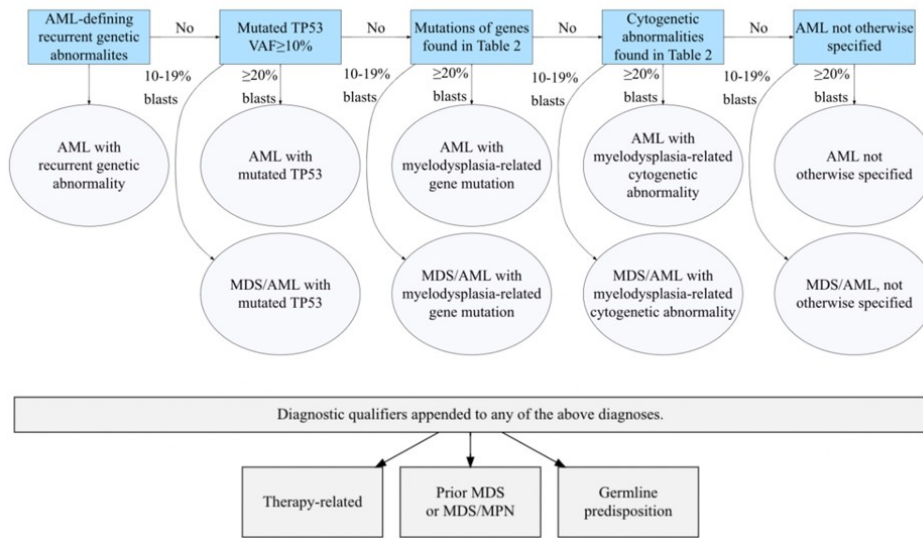 AML-defining
recurrent genetic
abnormalites
No
Mutated TP53
VAF≥10%
No
Mutations of genes
found in Table 2
No
Cytogenetic
abnormalities
found in Table 2
No
AML not otherwise
specified
10-19%
blasts
≥20%
blasts
10-19%
blasts
≥20%
blasts
10-19%
blasts
≥20%
blasts
10-19%
blasts
≥20%
blasts
AML with
recurrent genetic
abnormality
AML with
mutated TP53
AML with
myelodysplasia-related
gene mutation
AML with
myelodysplasia-related
cytogenetic
abnormality
AML not
otherwise specified
MDS/AML with
mutated TP53
MDS/AML with
myelodysplasia-related
gene mutation
MDS/AML with
myelodysplasia-related
cytogenetic abnormality
MDS/AML, not
otherwise specified
Diagnostic qualifiers appended to any of the above diagnoses.
Therapy-related
Prior MDS
or MDS/MPN
Germline
predisposition